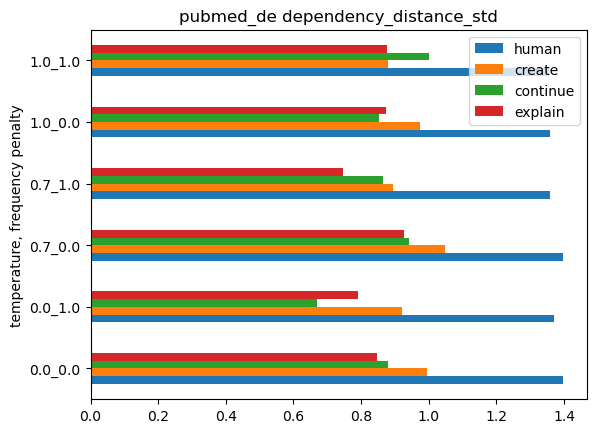 pubmed_de dependency_distance_std
human
create
continue
explain
temperature, frequency penalty
1.0_1.0
1.0_0.0
0.7_1.0
0.7_0.0
0.0_1.0
0.0_0.0
0.0 0.2 0.4 0.6 0.8 1.0 1.2 1.4